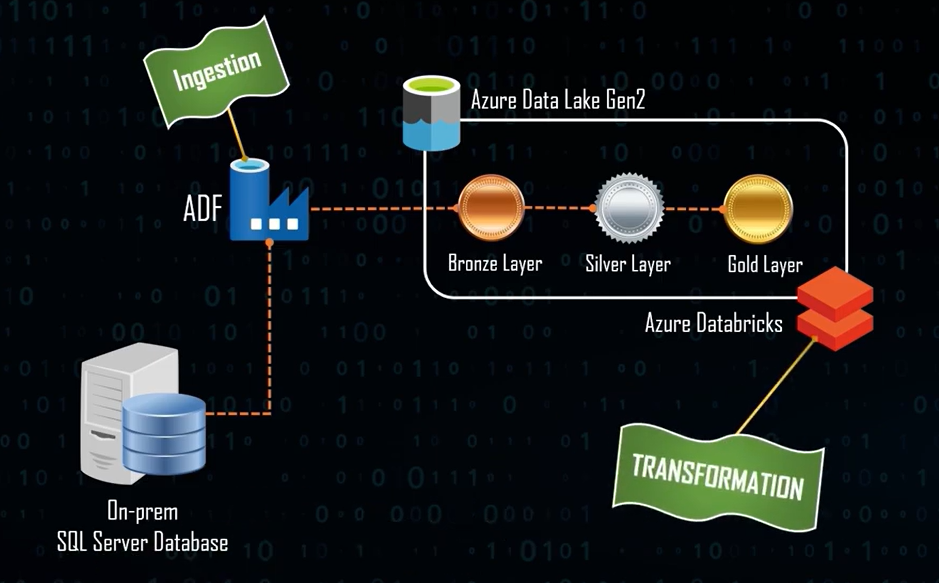 Ingestion
Azure Data Lake Gen2
ADF
Bronze Layer
Silver Layer
Gold Layer
Azure Databricks
TRANSFORMATION
On-prem
SQL Server Database